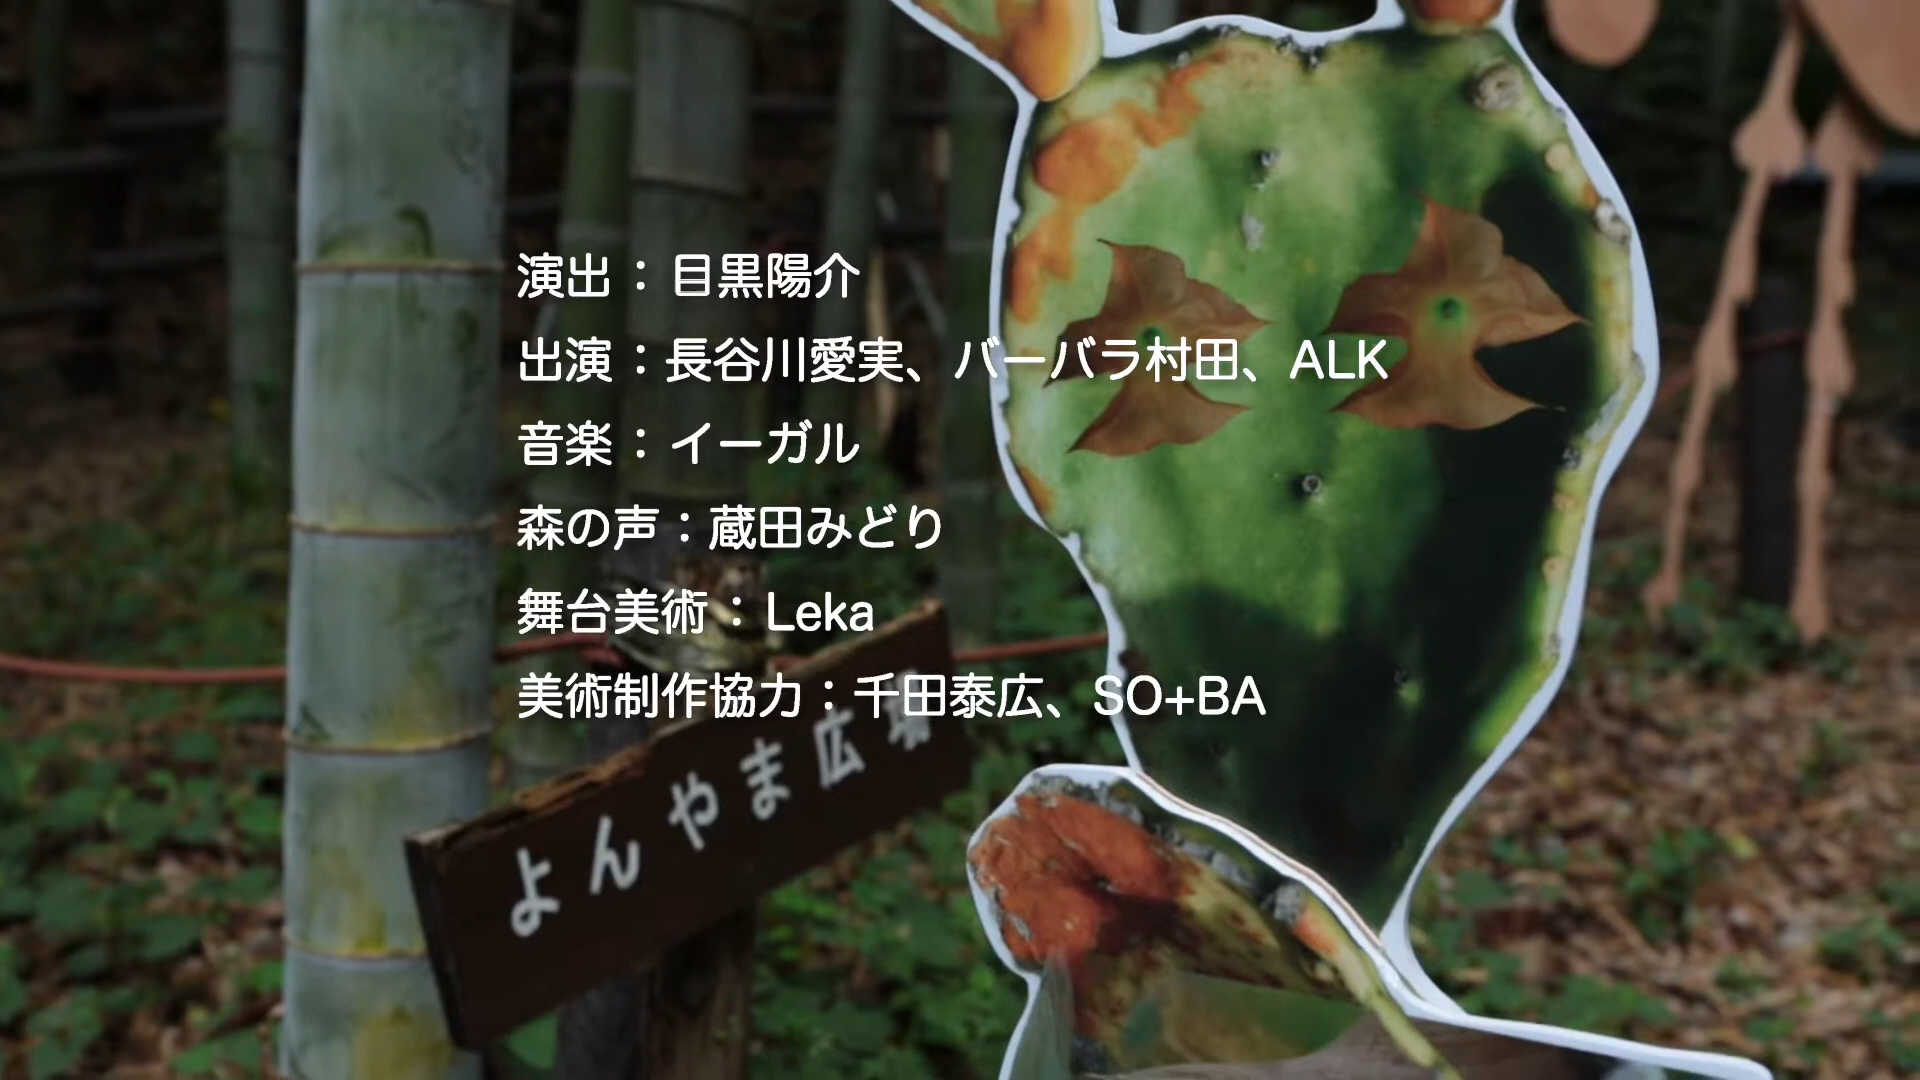 演出：目黒陽介
出演：長谷川愛実、バーバラ村田、ALK
音楽：イーガル
森の声：蔵田みどり
舞台美術：Leka
美術制作協力：千田泰広、SO+BA
よんやま広場